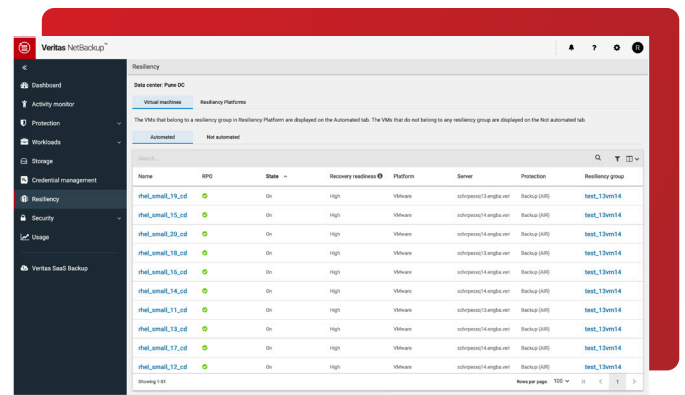 Veritas NetBackup™
? R
Resiliency
Dashboard
Activity monitor
Protection
Workloads
Storage
Credential management
Resiliency
Security
Usage
Veritas SaaS Backup
Data center: Pune DC
Virtual machines Resiliency Platforms
The VMs that belong to a resiliency group in Resiliency Platform are displayed on the Automated tab. The VMs that do not belong to any resiliency group are displayed on the Not automated tab.
Automated Not automated
Search...
Name RPO State Recovery readiness Platform Server Protection Resiliency group
rhel_small_19_cd On High VMware Backup (AIR) test_13vm14
rhel_small_15_cd On High VMware Backup (AIR) test_13vm14
rhel_small_20_cd On High VMware Backup (AIR) test_13vm14
rhel_small_18_cd On High VMware Backup (AIR) test_13vm14
rhel_small_16_cd On High VMware Backup (AIR) test_13vm14
rhel_small_14_cd On High VMware Backup (AIR) test_13vm14
rhel_small_11_cd On High VMware Backup (AIR) test_13vm14
rhel_small_13_cd On High VMware Backup (AIR) test_13vm14
rhel_small_17_cd On High VMware Backup (AIR) test_13vm14
rhel_small_12_cd On High VMware Backup (AIR) test_13vm14
Rows per page: 100 1